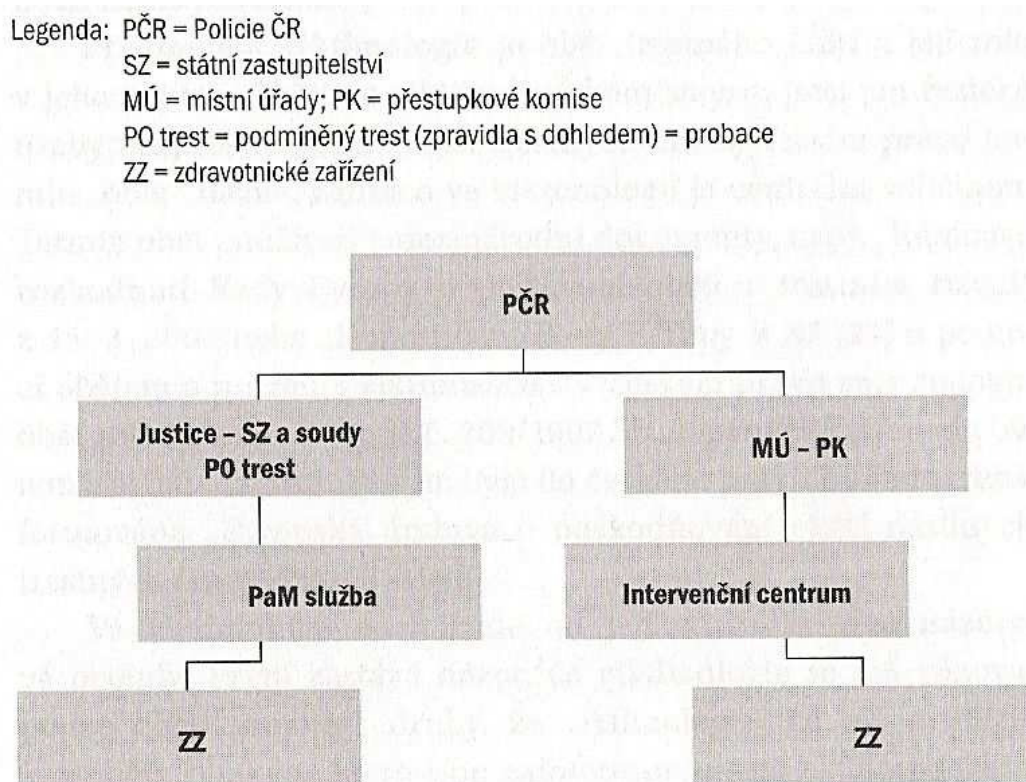 Legenda: PČR = Policie ČR
SZ = státní zastupitelství
MÚ = místní úřady; PK = přestupkové komise
PO trest = podmíněný trest (zpravidla s dohledem) = probace
ZZ = zdravotnické zařízení
PČR
Justice – SZ a soudy
PO trest
MÚ – PK
PaM služba
Intervenční centrum
ZZ
ZZ